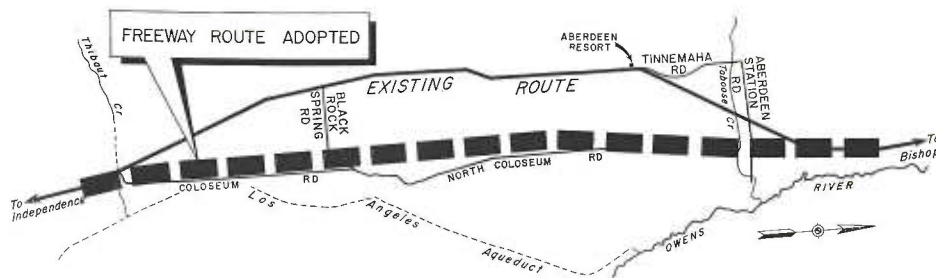 FREEWAY ROUTE ADOPTED
Thibaut
Cr
ABERDEEN
RESORT
TINNEMAHA
RD
ABERDEEN
STATION
RD
Taboose Cr
EXISTING ROUTE
BLACK
ROCK
SPRING
RD
NORTH COLOSEUM RD
COLOSEUM RD
To
Independence
To
Bishop
Los Angeles Aqueduct
OWENS RIVER